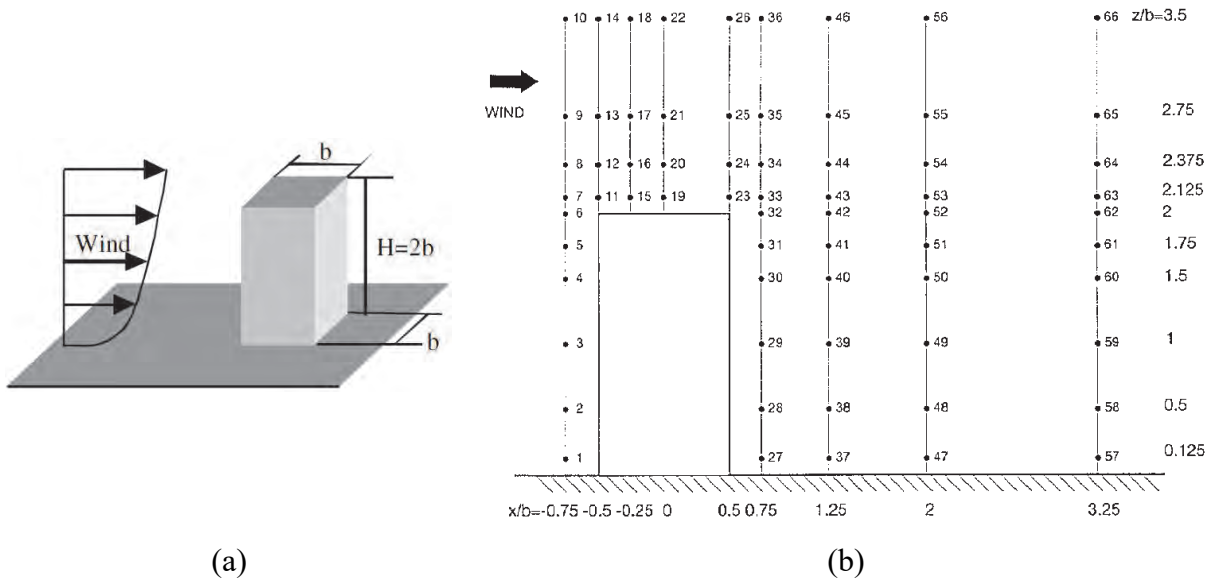 b
Wind
H=2b
b
(a)
10 14 18 22 26 36 46 56 66 z/b=3.5
WIND
9 13 17 21 25 35 45 55 65 2.75
8 12 16 20 24 34 44 54 64 2.375
7 11 15 19 23 33 43 53 63 2.125
6 32 42 52 62 2
5 31 41 51 61 1.75
4 30 40 50 60 1.5
3 29 39 49 59 1
2 28 38 48 58 0.5
1 27 37 47 57 0.125
x/b=-0.75 -0.5 -0.25 0 0.5 0.75 1.25 2 3.25
(b)